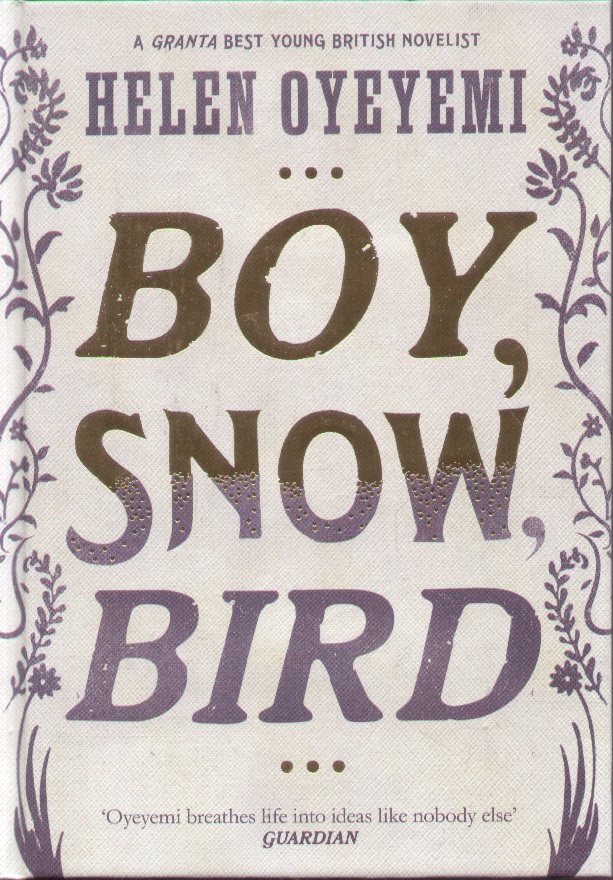 A GRANTA BEST YOUNG BRITISH NOVELIST
HELEN OYEYEMI
BOY,
SNOW,
BIRD
‘Oyeyemi breathes life into ideas like nobody else’
GUARDIAN